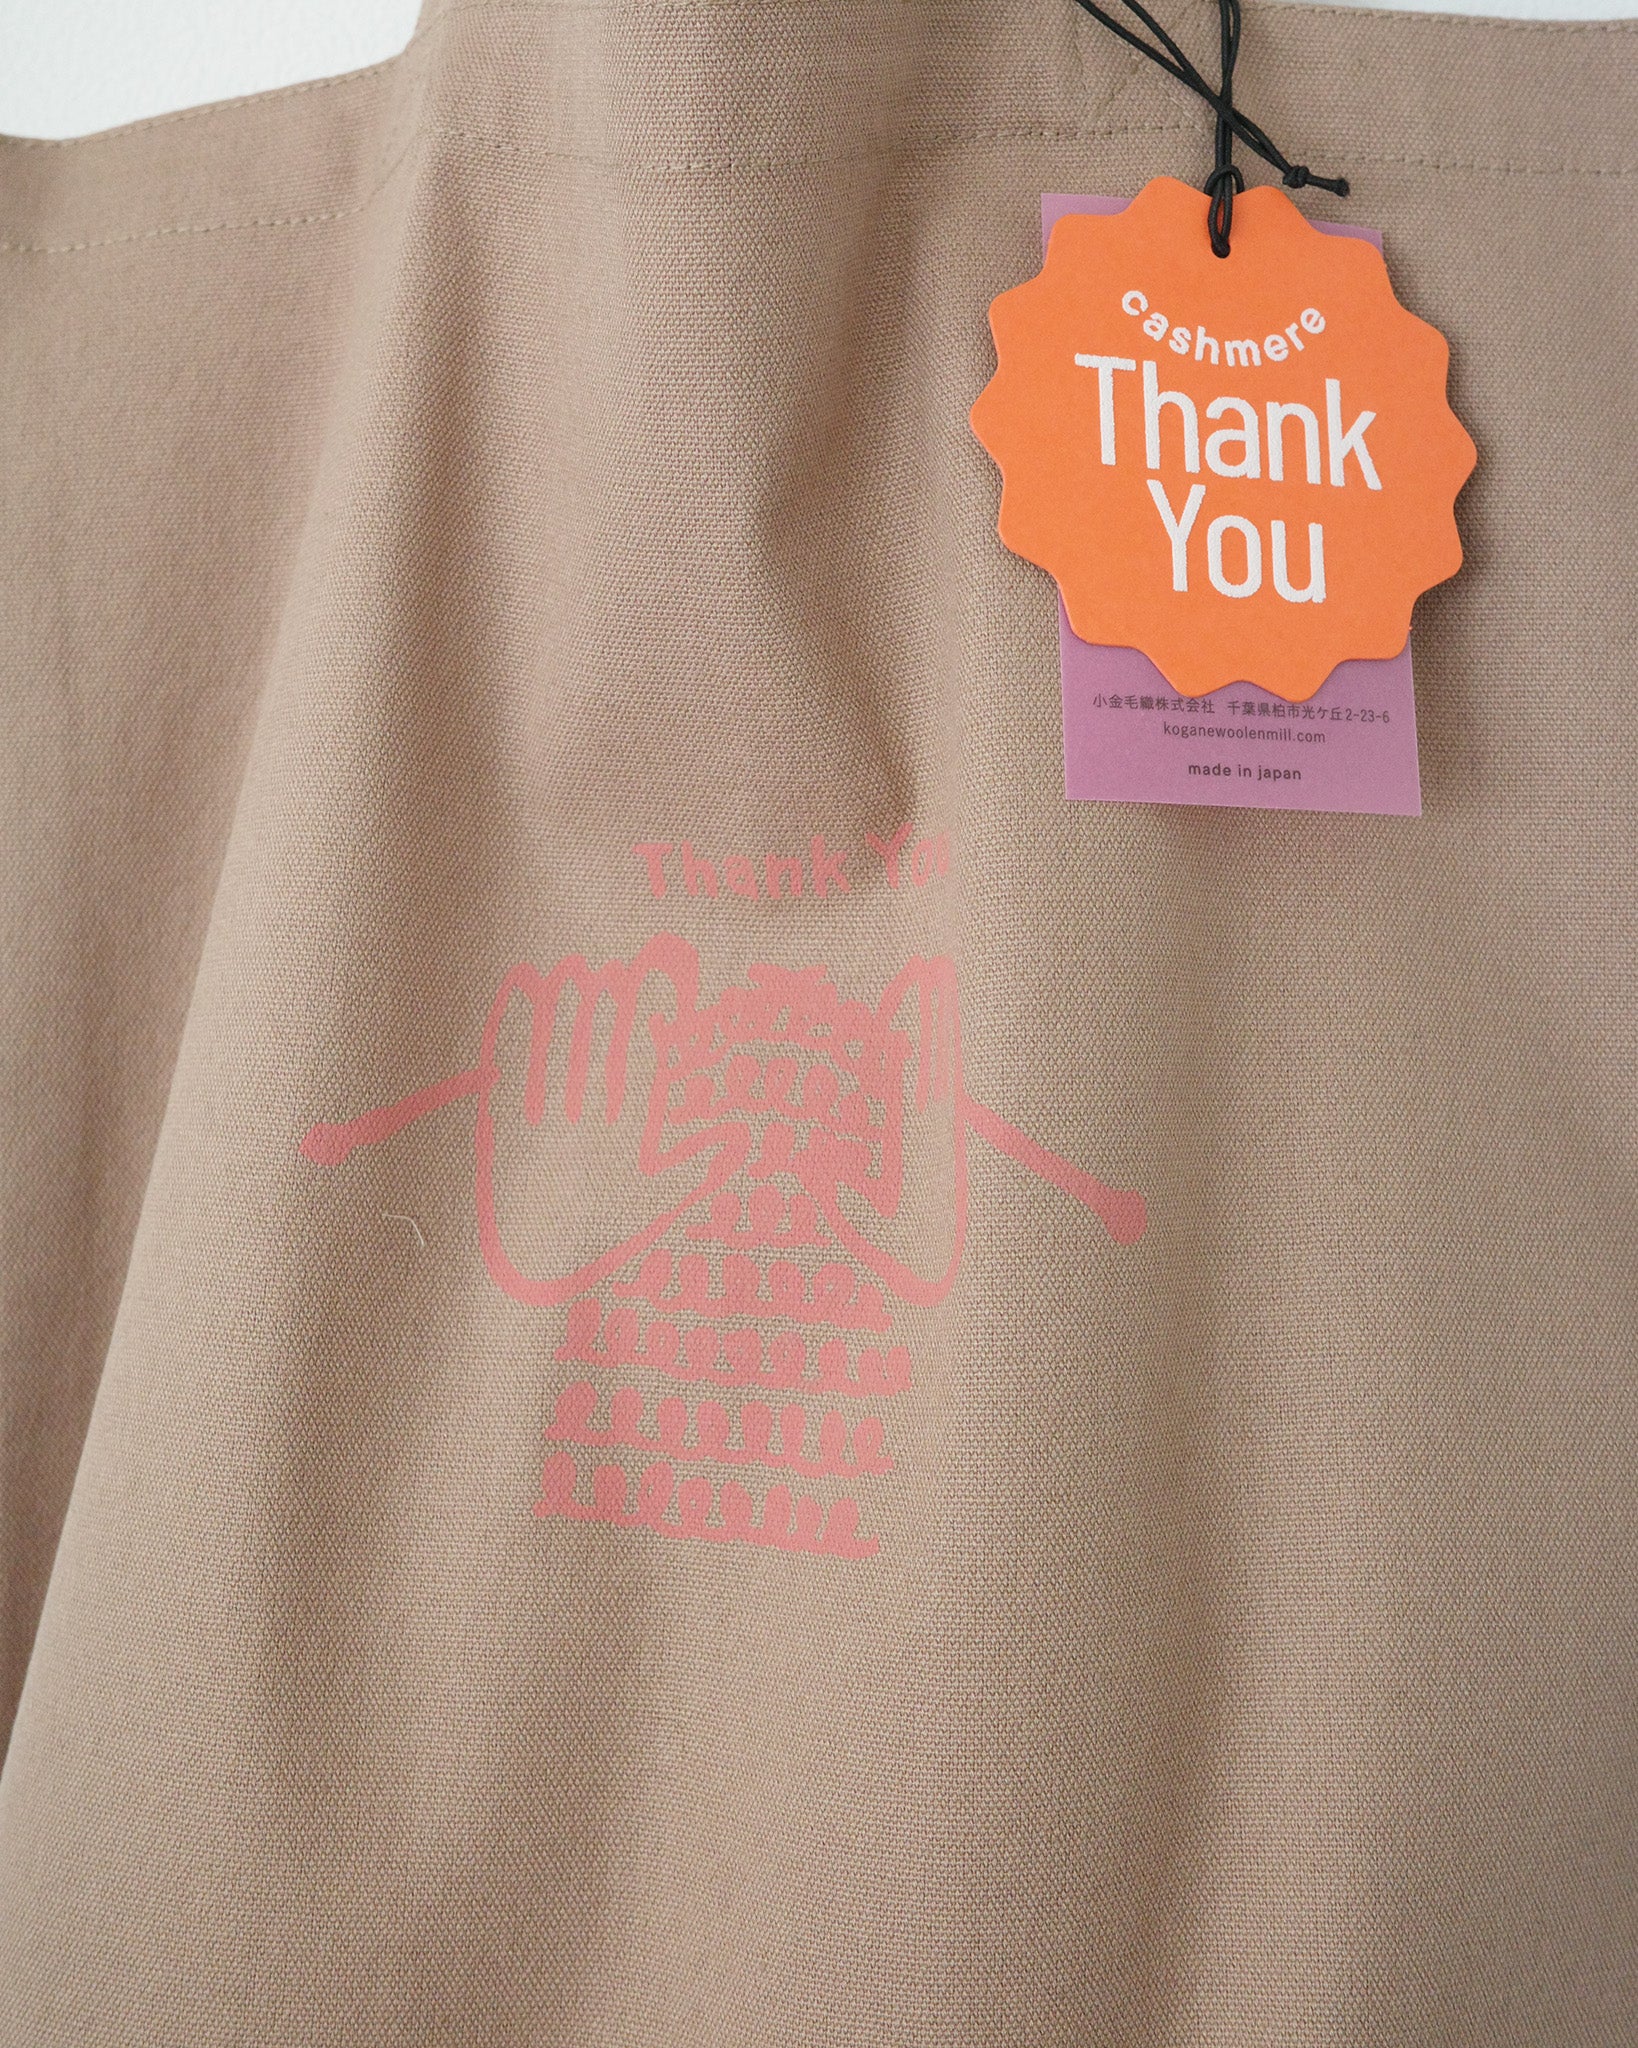 cashmere
Thank
You
小金毛織株式会社 千葉県柏市光ケ丘2-23-6
koganewoolenmill.com
made in japan
Thank You